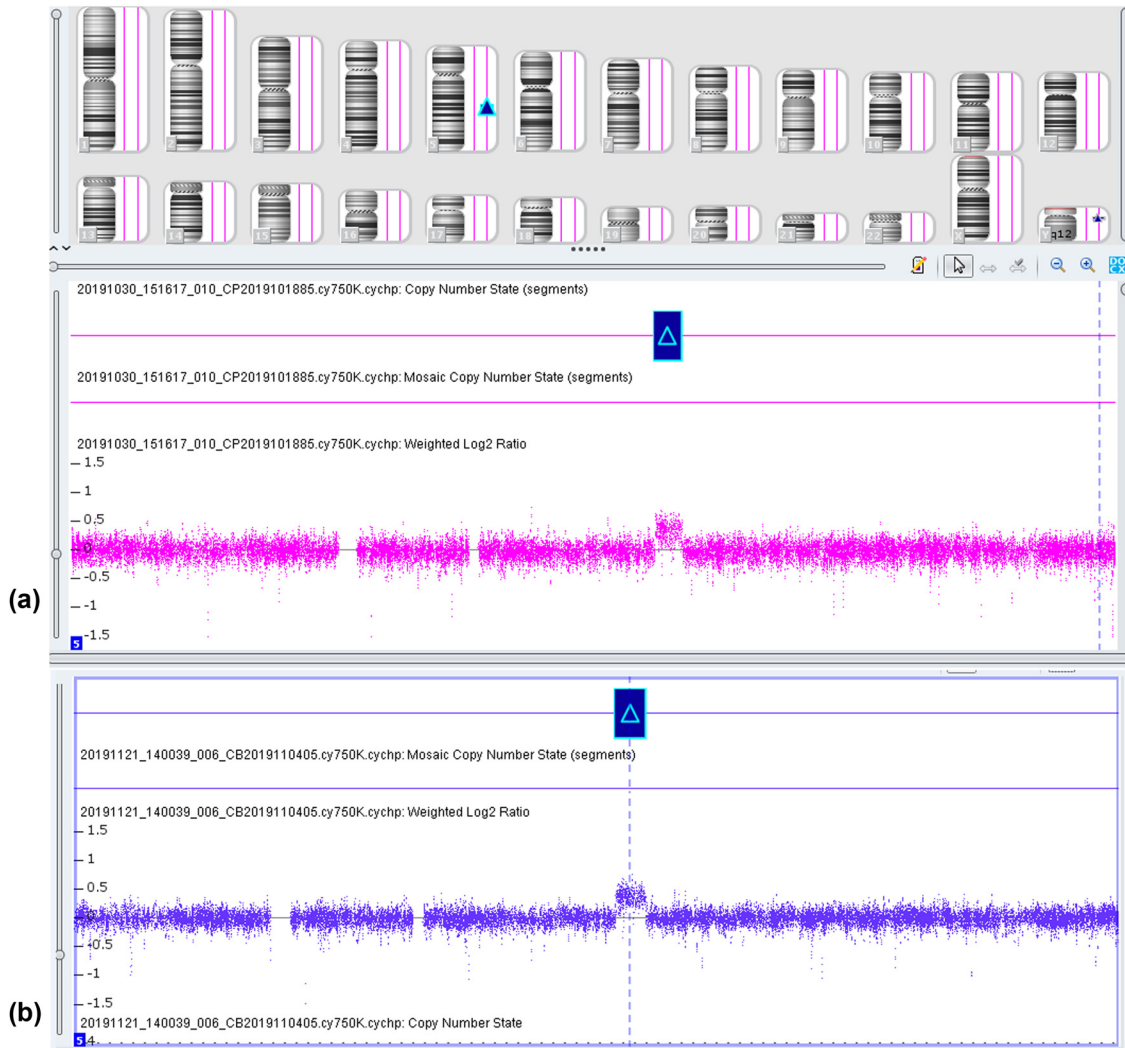 1 2 3 4 5 6 7 8 9 10 11 12
13 14 15 16 17 18 19 20 21 22 X Y q12
DO
CX
20191030_151617_010_CP2019101885.cy750K.cychp: Copy Number State (segments)
20191030_151617_010_CP2019101885.cy750K.cychp: Mosaic Copy Number State (segments)
20191030_151617_010_CP2019101885.cy750K.cychp: Weighted Log2 Ratio
1.5
1
0.5
0
-0.5
(a)
-1
-1.5
5
20191121_140039_006_CB2019110405.cy750K.cychp: Mosaic Copy Number State (segments)
20191121_140039_006_CB2019110405.cy750K.cychp: Weighted Log2 Ratio
1.5
1
0.5
0
-0.5
-1
(b)
-1.5
20191121_140039_006_CB2019110405.cy750K.cychp: Copy Number State
5 4